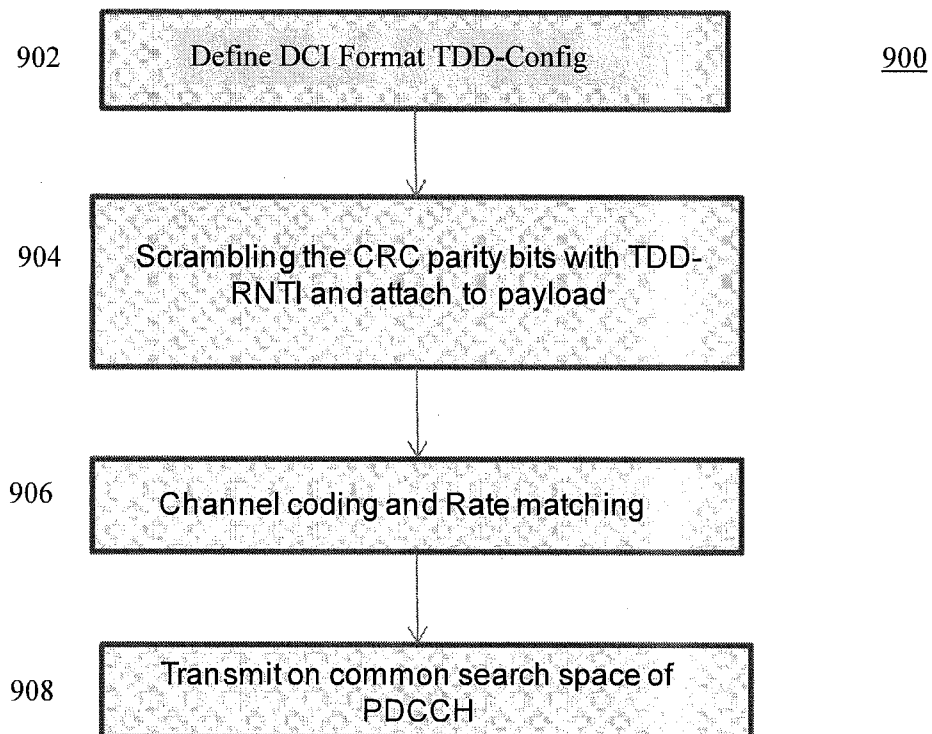 902
Define DCI Format TDD-Config
900
904
Scrambling the CRC parity bits with TDD-
RNTI and attach to payload
906
Channel coding and Rate matching
908
Transmit on common search space of
PDCCH